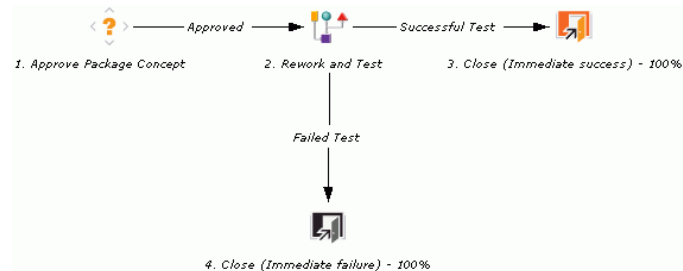 Approved
Successful Test
1. Approve Package Concept
2. Rework and Test
3. Close (Immediate success) - 100%
Failed Test
4. Close (Immediate failure) - 100%